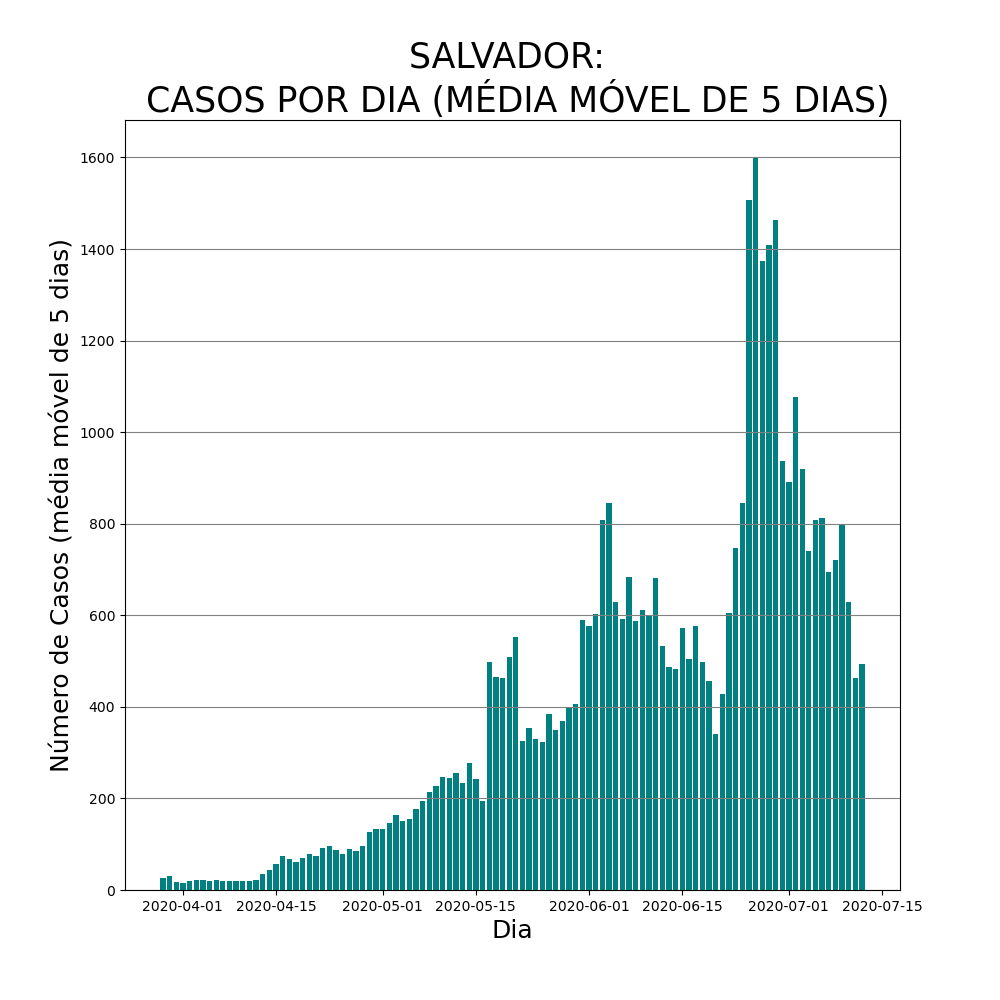 SALVADOR:
CASOS POR DIA (MÉDIA MÓVEL DE 5 DIAS)
Número de Casos (média móvel de 5 dias)
1600
1400
1200
1000
800
600
400
200
0
2020-04-01 2020-04-15 2020-05-01 2020-05-15 2020-06-01 2020-06-15 2020-07-01 2020-07-15
Dia